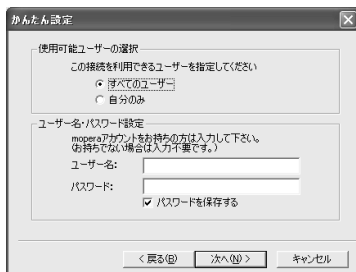 かんたん設定
使用可能ユーザーの選択
この接続を利用できるユーザーを指定してください
すべてのユーザー
自分のみ
ユーザー名・パスワード設定
moperaアカウントをお持ちの方は入力して下さい。
(お持ちでない場合は入力不要です。)
ユーザー名:
パスワード:
パスワードを保存する
< 戻る(B)
次へ(N) >
キャンセル